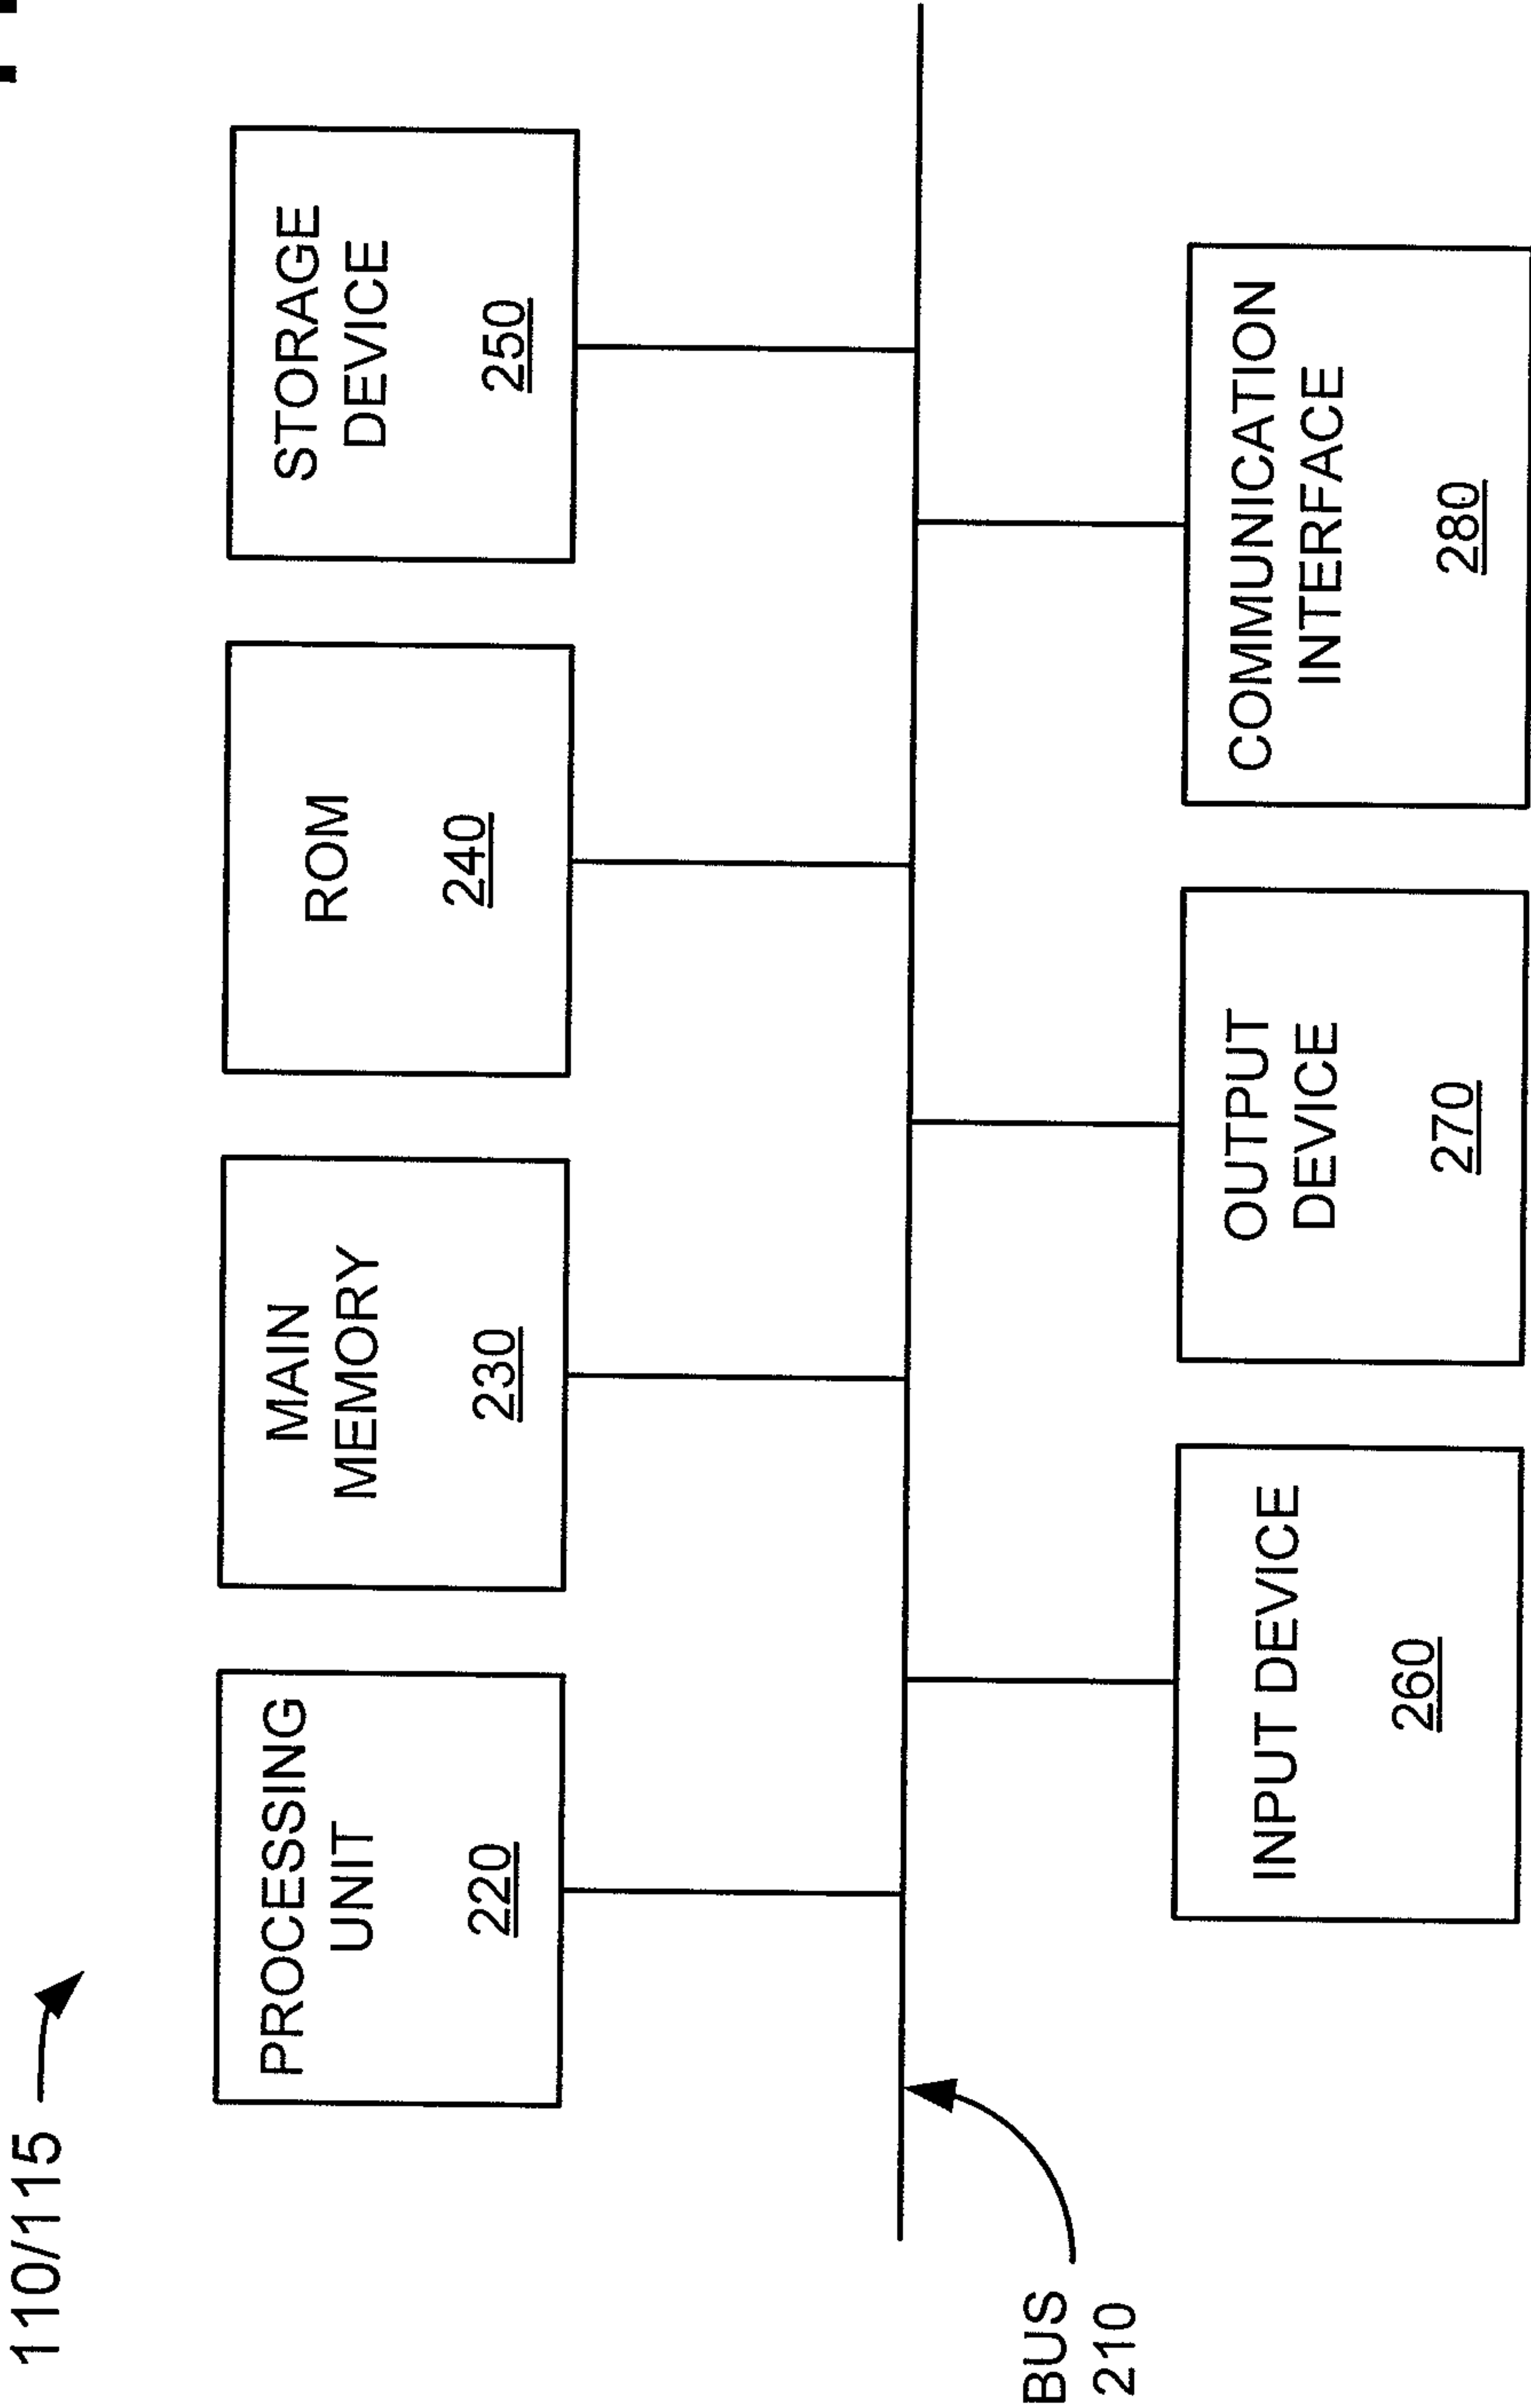 110/115
PROCESSING
UNIT
220
MAIN
MEMORY
230
ROM
240
STORAGE
DEVICE
250
BUS
210
INPUT DEVICE
260
OUTPUT
DEVICE
270
COMMUNICATION
INTERFACE
280